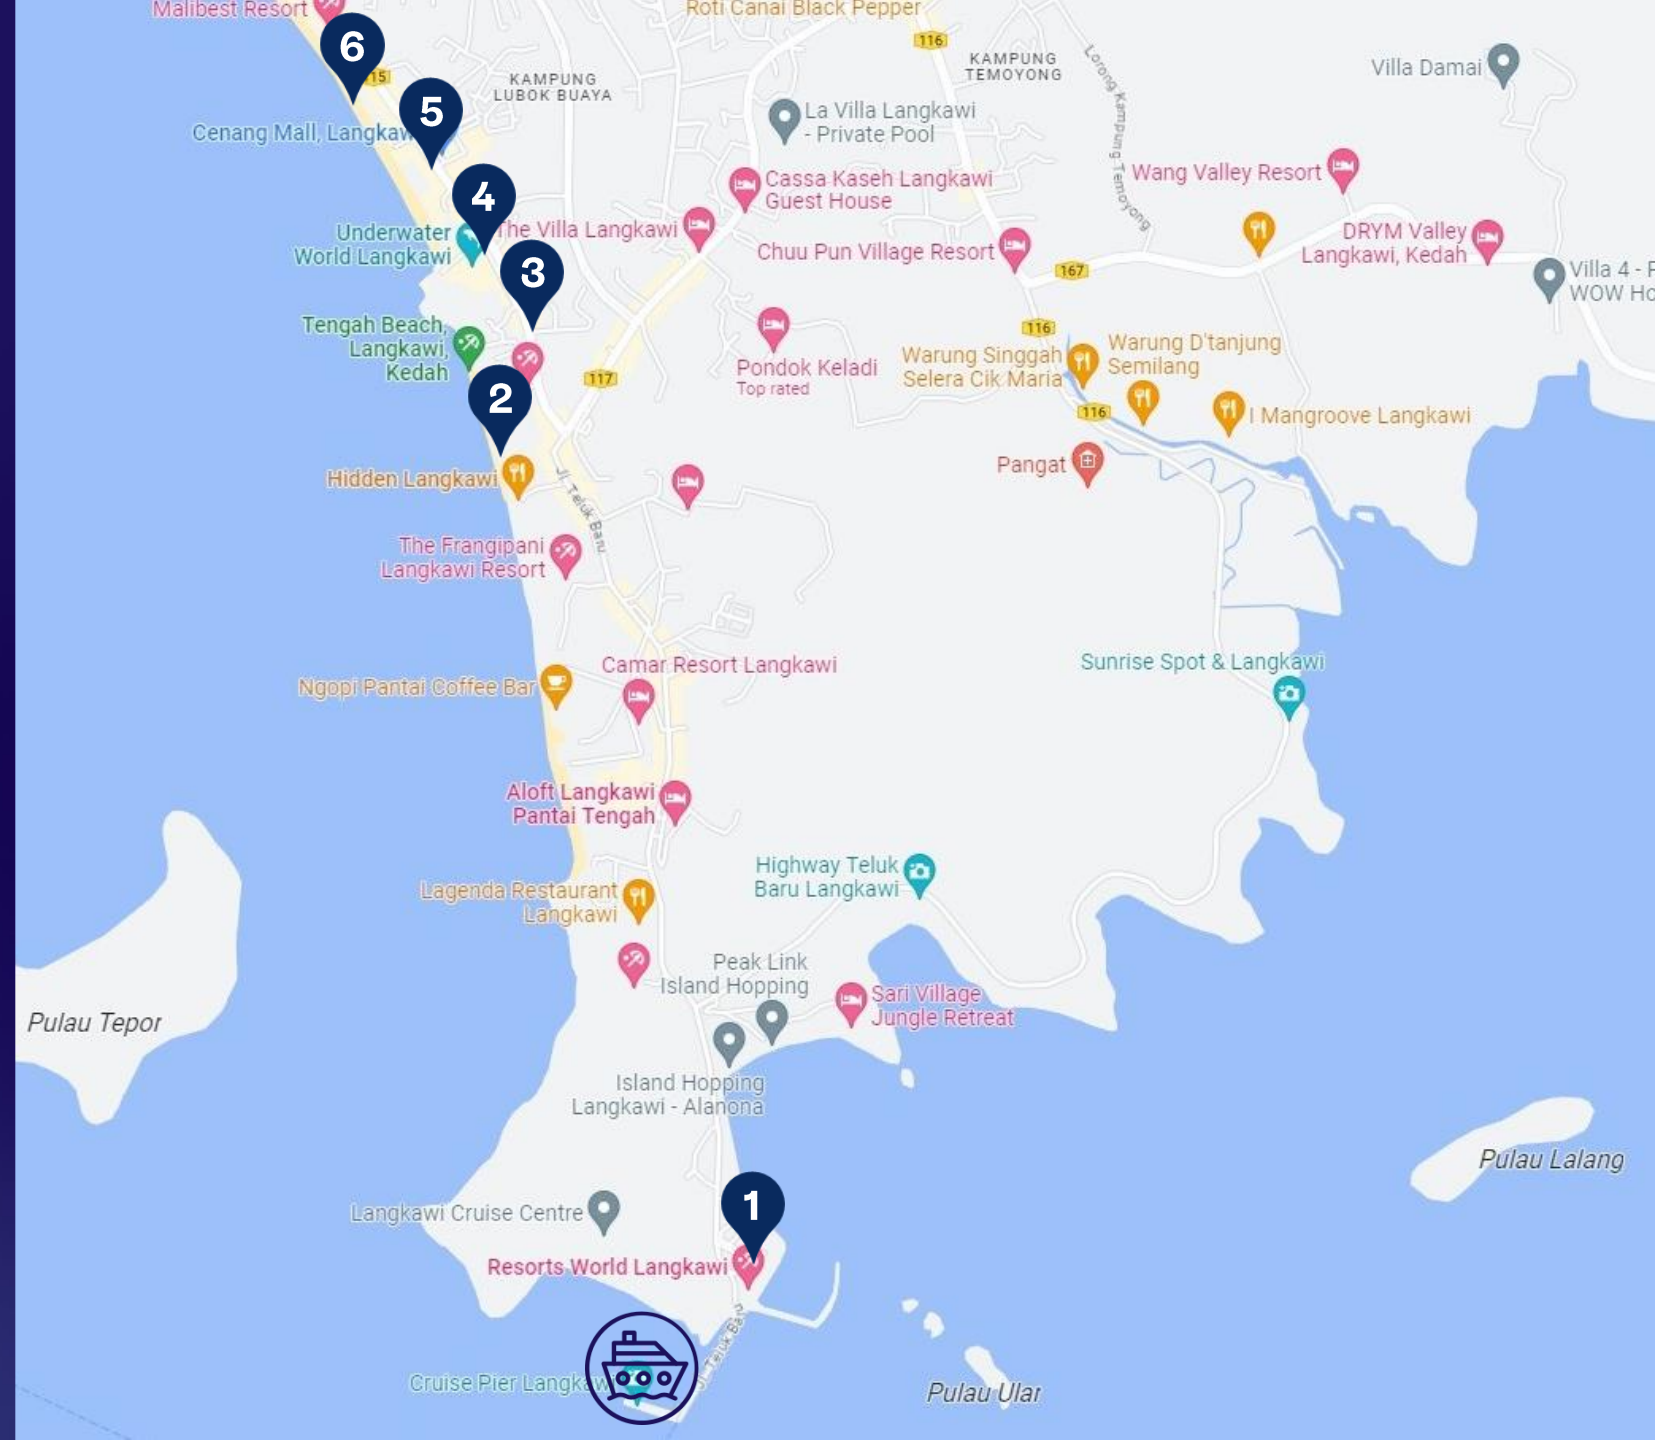 Malibest Resort
Roti Canai Black Pepper
6
15
116
KAMPUNG
TEMOYONG
Villa Damai
KAMPUNG
LUBOK BUAYA
5
Cenang Mall, Langkaw
La Villa Langkawi
- Private Pool
Lorong Kampung Temoyong
Wang Valley Resort
4
Cassa Kaseh Langkawi
Guest House
Underwater
World Langkawi
The Villa Langkawi
Chuu Pun Village Resort
DRYM Valley
Langkawi, Kedah
3
167
Villa 4 - F
WOW Ho
Tengah Beach,
Langkawi,
Kedah
116
Warung Singgah
Selera Cik Maria
Warung D'tanjung
Semilang
2
117
Pondok Keladi
Top rated
116
I Mangroove Langkawi
Hidden Langkawi
Pangat
Jl. Teluk Baru
The Frangipani
Langkawi Resort
Camar Resort Langkawi
Sunrise Spot & Langkawi
Ngopi Pantai Coffee Bar
Aloft Langkawi
Pantai Tengah
Highway Teluk
Baru Langkawi
Lagenda Restaurant
Langkawi
Peak Link
Island Hopping
Sari Village
Jungle Retreat
Pulau Tepor
Island Hopping
Langkawi - Alanona
Pulau Lalang
1
Langkawi Cruise Centre
Resorts World Langkawi
Jl. Teluk Baru
Cruise Pier Langkawi
Pulau Ular